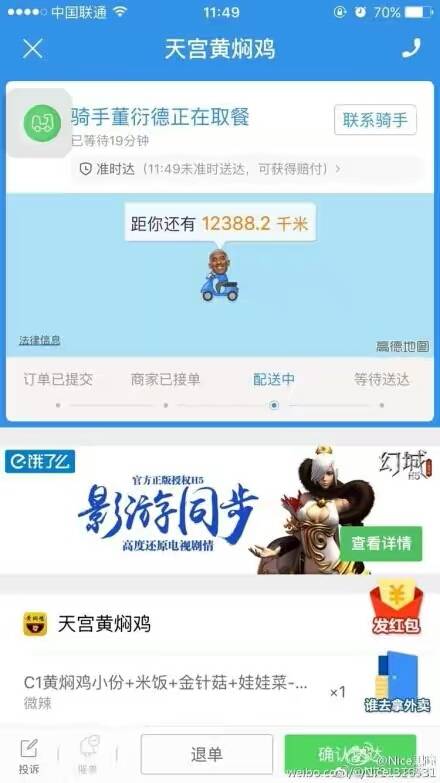 中国联通
11:49
70%
天宫黄焖鸡
骑手董衍德正在取餐
已等待19分钟
联系骑手
准时达 (11:49未准时送达，可获得赔付) >
距你还有 12388.2 千米
法律信息
高德地图
订单已提交
商家已接单
配送中
等待送达
饿了么
官方正版授权H5
影游同步
高度还原电视剧情
幻城
H5
查看详情
天宫黄焖鸡
发红包
C1黄焖鸡小份+米饭+金针菇+娃娃菜-...
×1
微辣
谁去拿外卖
投诉
催单
退单
确认
达
@Nice